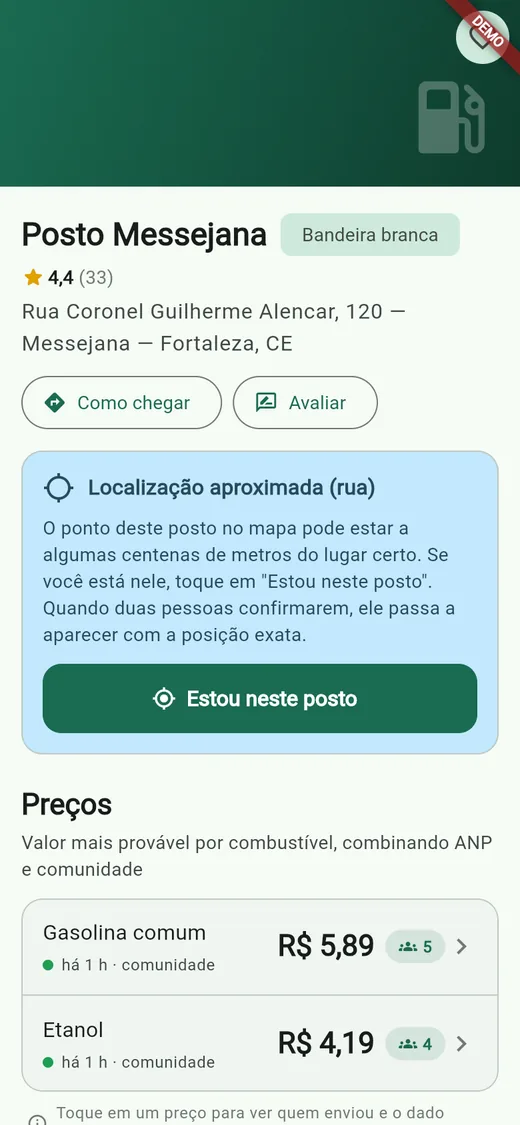 DEMO
Posto Messejana
Bandeira branca
4,4 (33)
Rua Coronel Guilherme Alencar, 120 —
Messejana — Fortaleza, CE
Como chegar
Avaliar
Localização aproximada (rua)
O ponto deste posto no mapa pode estar a
algumas centenas de metros do lugar certo. Se
você está nele, toque em "Estou neste posto".
Quando duas pessoas confirmarem, ele passa a
aparecer com a posição exata.
Estou neste posto
Preços
Valor mais provável por combustível, combinando ANP
e comunidade
Gasolina comum
há 1 h · comunidade
R$ 5,89
5
Etanol
há 1 h · comunidade
R$ 4,19
4
Toque em um preço para ver quem enviou e o dado